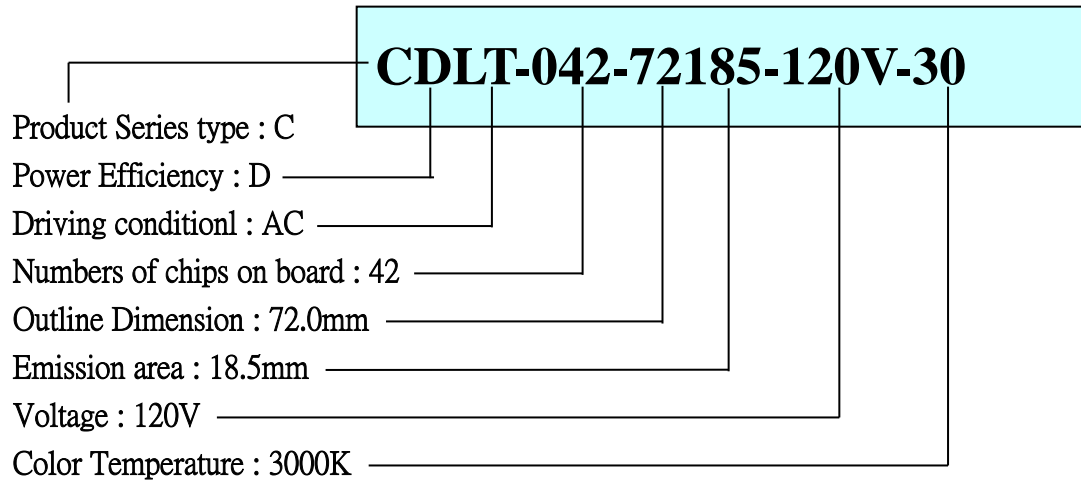 CDLT-042-72185-120V-30
Product Series type : C
Power Efficiency : D
Driving conditionl : AC
Numbers of chips on board : 42
Outline Dimension : 72.0mm
Emission area : 18.5mm
Voltage : 120V
Color Temperature : 3000K